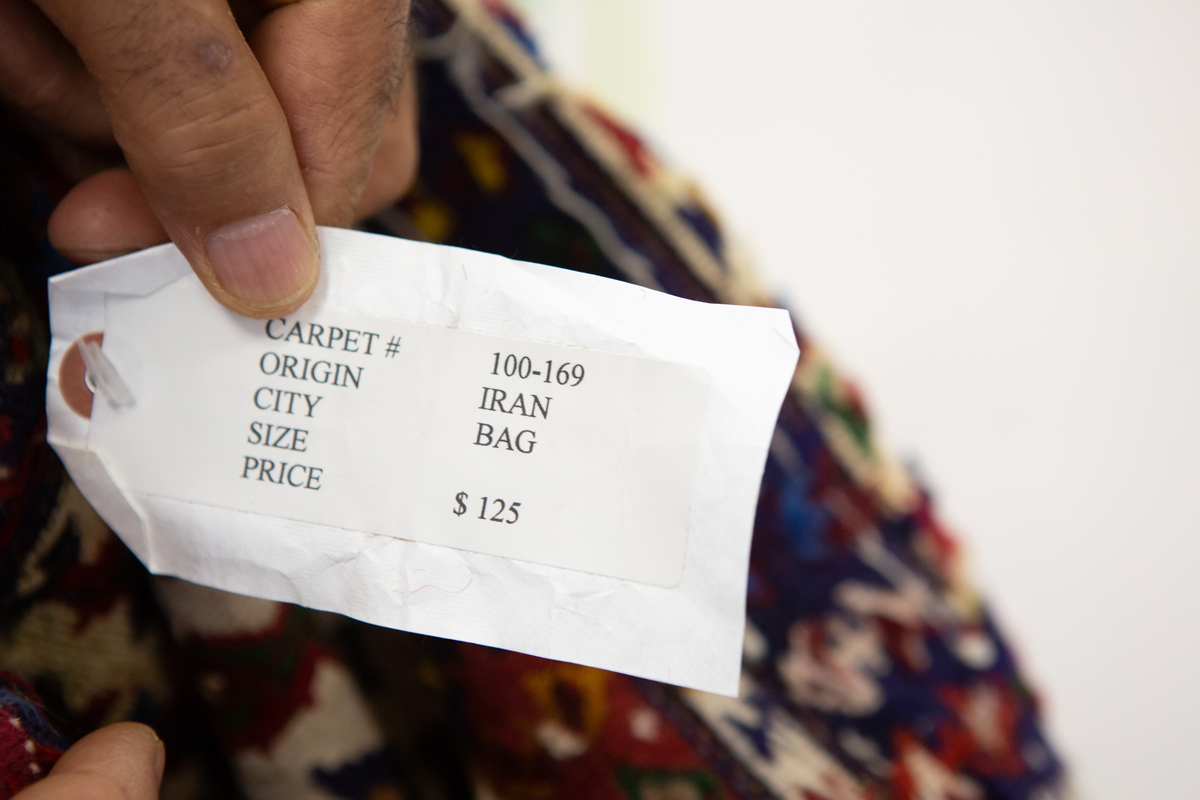 CARPET # 100-169
ORIGIN IRAN
CITY BAG
SIZE
PRICE $ 125